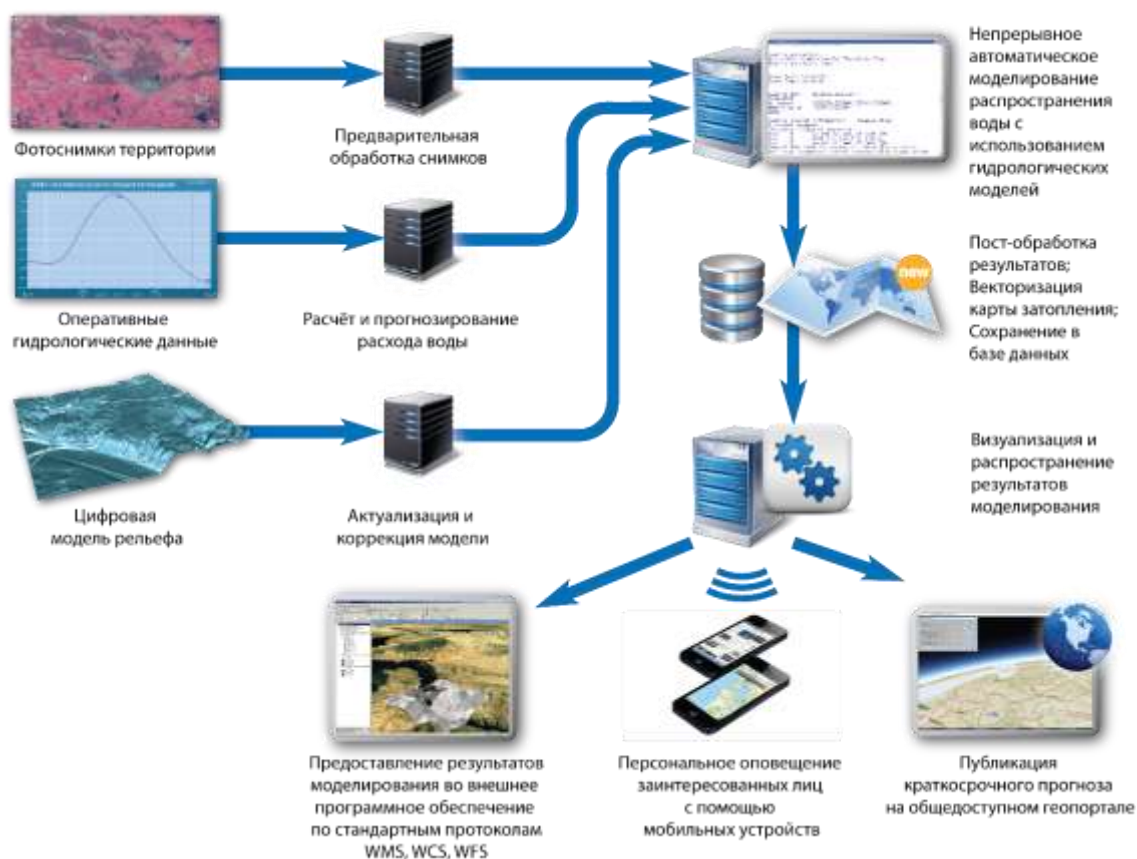 Фотоснимки территории
Предварительная
обработка снимков
Непрерывное
автоматическое
моделирование
распространения
воды с
использованием
гидрологических
моделей
Оперативные
гидрологические данные
Расчёт и прогнозирование
расхода воды
new
Пост-обработка
результатов;
Векторизация
карты затопления;
Сохранение в
базе данных
Цифровая
модель рельефа
Актуализация и
коррекция модели
Визуализация и
распространение
результатов
моделирования
Предоставление результатов
моделирования во внешнее
программное обеспечение
по стандартным протоколам
WMS, WCS, WFS
Персональное оповещение
заинтересованных лиц
с помощью
мобильных устройств
Публикация
краткосрочного прогноза
на общедоступном геопортале